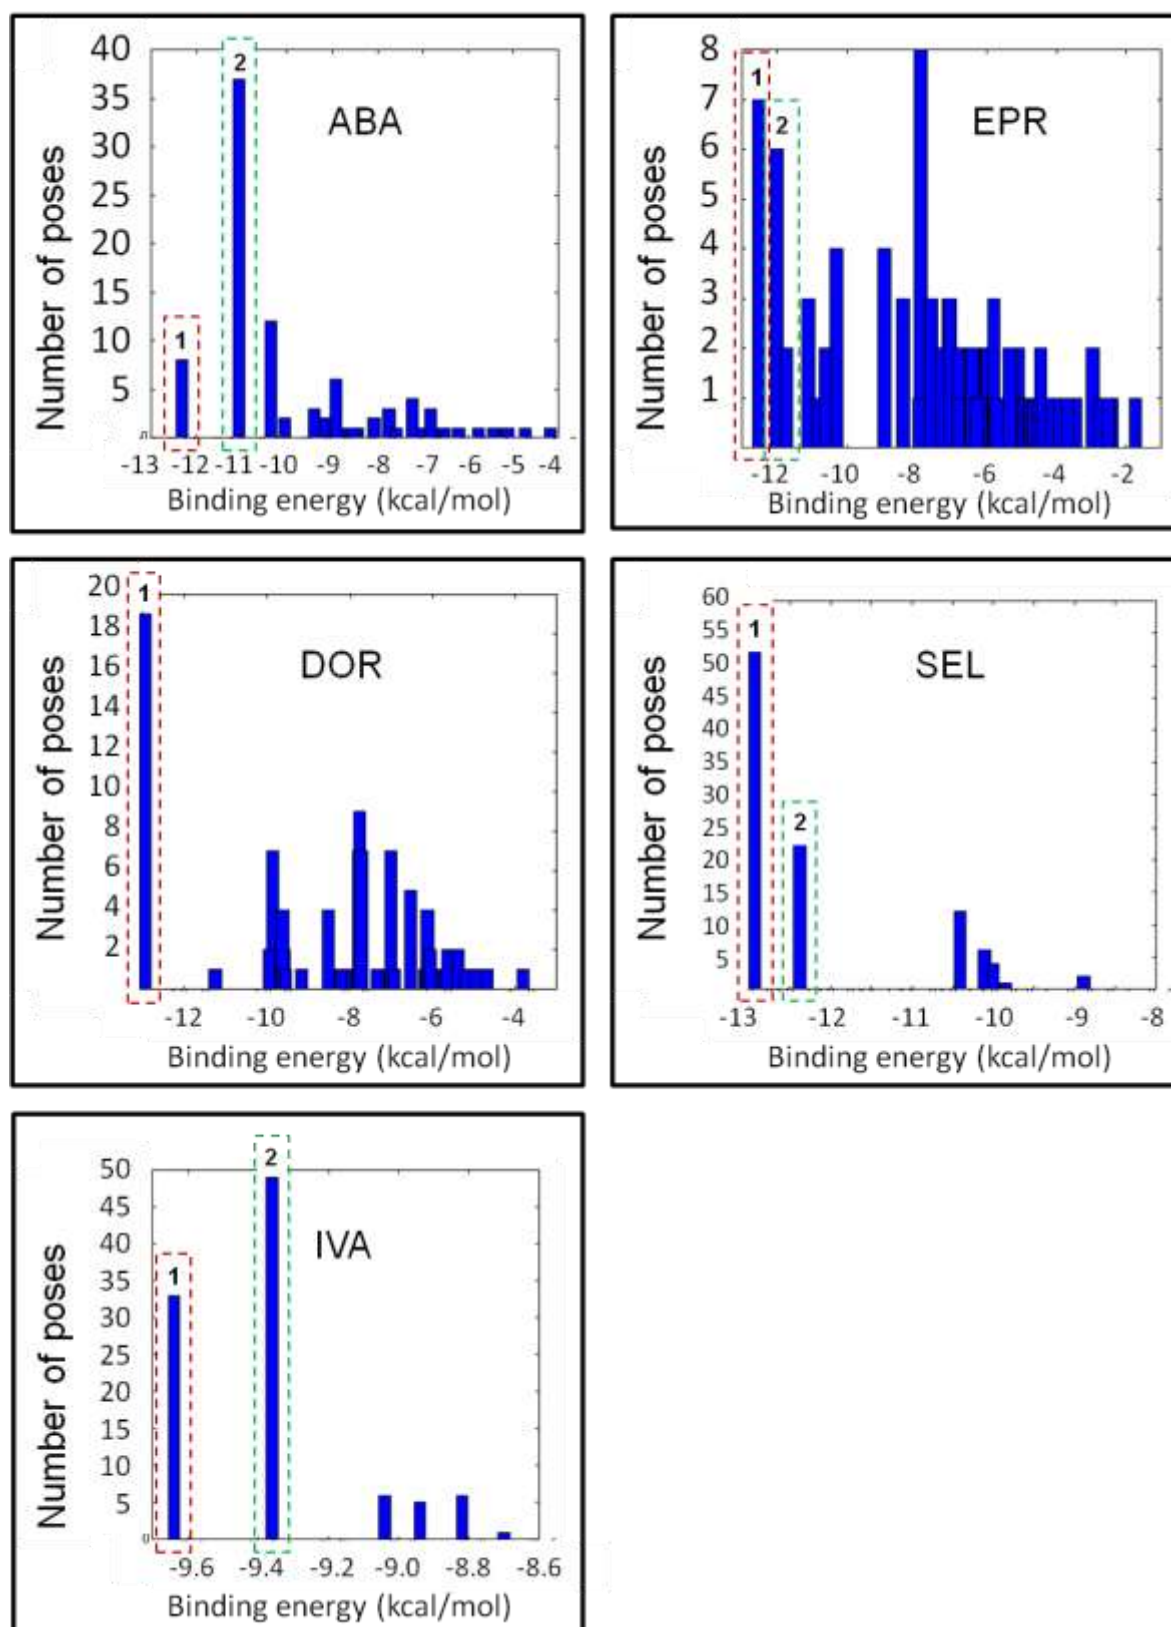 ABA
Number of poses
40
35
30
25
20
15
10
5
0
1
2
-13 -12 -11 -10 -9 -8 -7 -6 -5 -4
Binding energy (kcal/mol)
EPR
Number of poses
8
7
6
5
4
3
2
1
1
2
-12 -10 -8 -6 -4 -2
Binding energy (kcal/mol)
DOR
Number of poses
20
18
16
14
12
10
8
6
4
2
1
-12 -10 -8 -6 -4
Binding energy (kcal/mol)
SEL
Number of poses
60
55
50
45
40
35
30
25
20
15
10
5
1
2
-13 -12 -11 -10 -9 -8
Binding energy (kcal/mol)
IVA
Number of poses
50
45
40
35
30
25
20
15
10
5
0
1
2
-9.6 -9.4 -9.2 -9.0 -8.8 -8.6
Binding energy (kcal/mol)